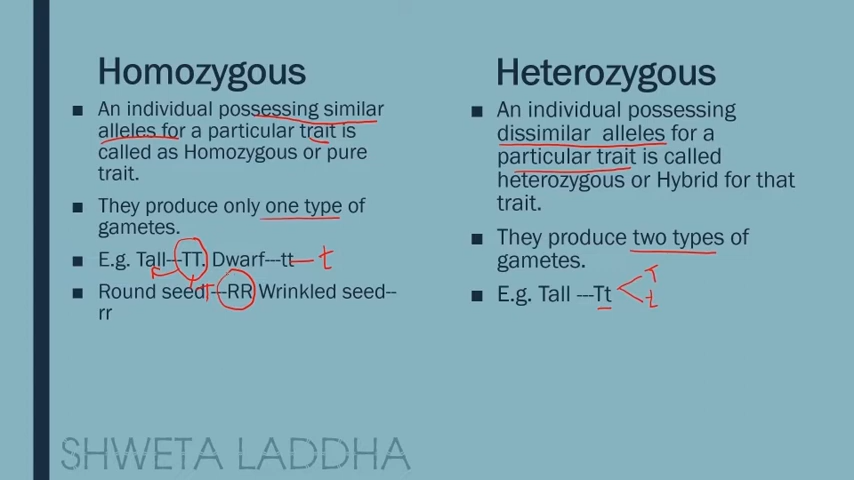 Homozygous
■ An individual possessing similar
alleles for a particular trait is
called as Homozygous or pure
trait.
■ They produce only one type of
gametes.
■ E.g. Tall---TT. Dwarf---tt t
■ Round seed---RR Wrinkled seed--
rr
Heterozygous
■ An individual possessing
dissimilar alleles for a
particular trait is called
heterozygous or Hybrid for that
trait.
■ They produce two types of
gametes.
T
■ E.g. Tall ---Tt
t
SHWETA LADDHA